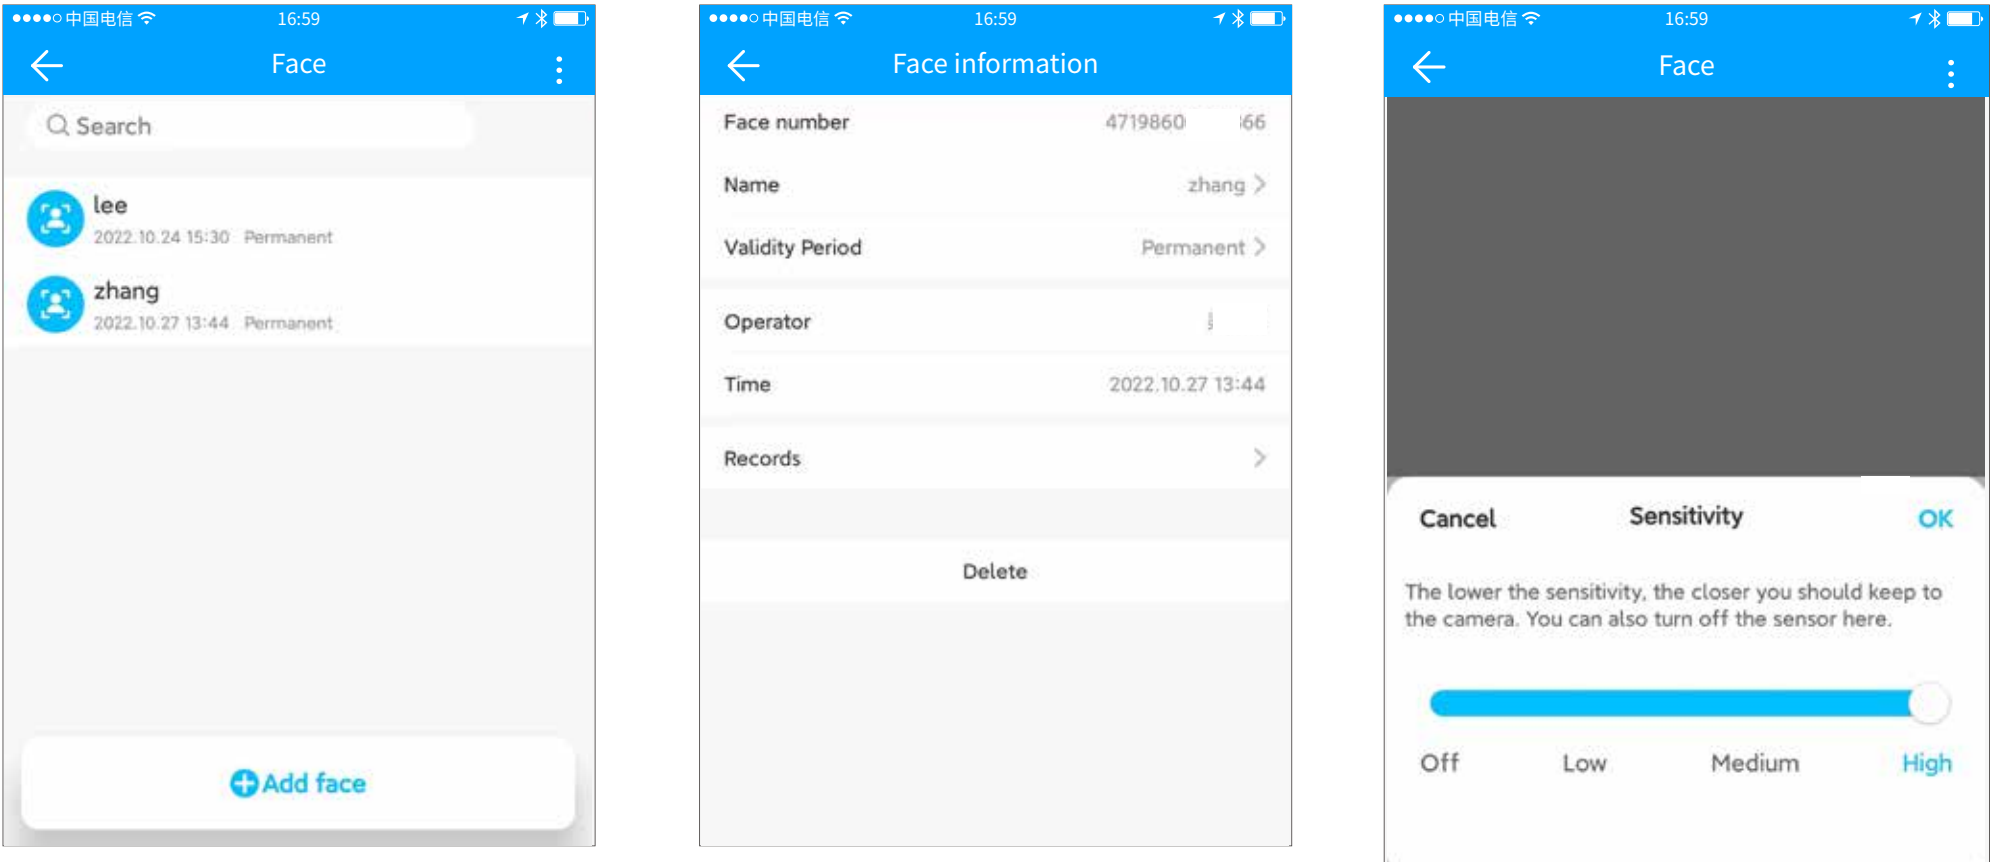 中国电信 16:59
Face
Search
lee
2022.10.24 15:30 Permanent
zhang
2022.10.27 13:44 Permanent
Add face
中国电信 16:59
Face information
Face number 4719860 66
Name zhang
Validity Period Permanent
Operator
Time 2022.10.27 13:44
Records
Delete
中国电信 16:59
Face
Cancel Sensitivity OK
The lower the sensitivity, the closer you should keep to
the camera. You can also turn off the sensor here.
Off Low Medium High